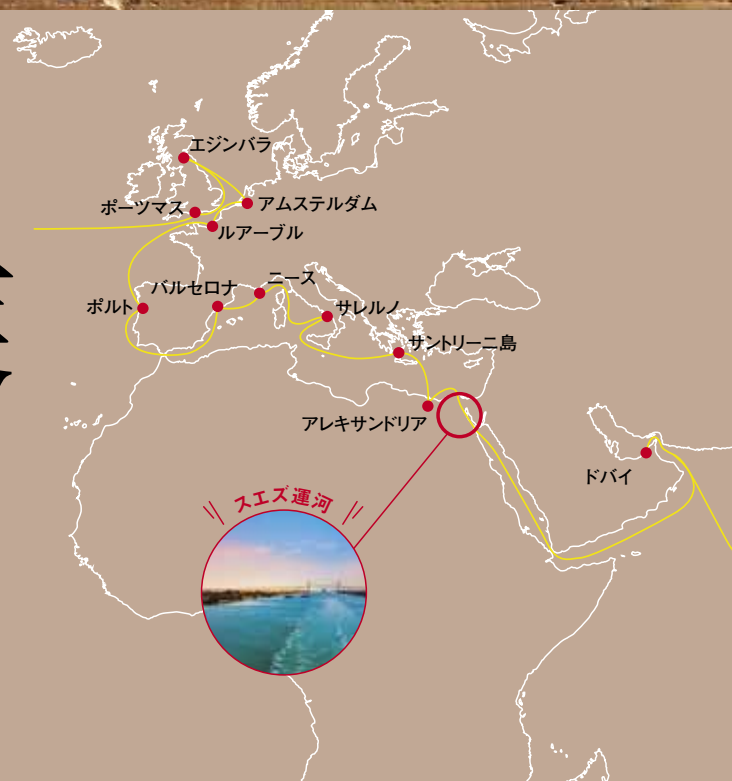 エジンバラ
ポーツマス
アムステルダム
ルアーブル
バルセロナ
ニース
ポルト
サレルノ
サントリーニ島
アレキサンドリア
ドバイ
スエズ運河